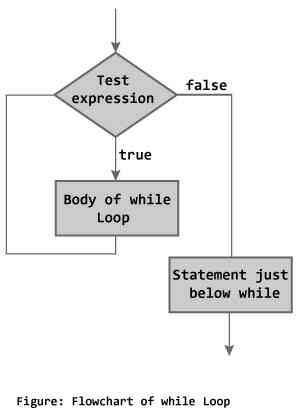 Test
expression
false
true
Body of while
Loop
Statement just
below while
Figure: Flowchart of while Loop